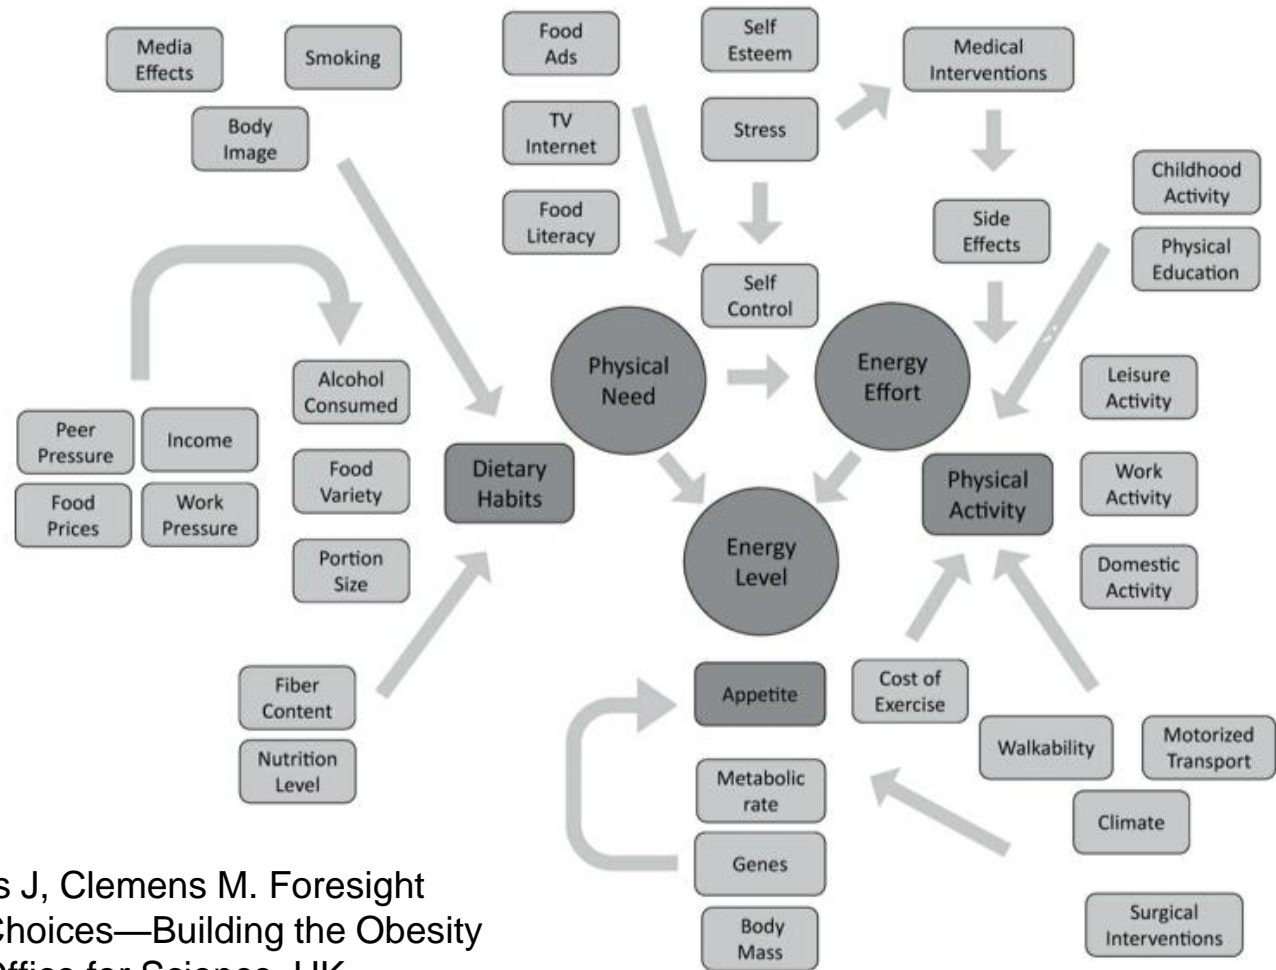 Media
Effects
Smoking
Body
Image
Food
Ads
TV
Internet
Food
Literacy
Self
Esteem
Stress
Medical
Interventions
Side
Effects
Childhood
Activity
Physical
Education
Self
Control
Physical
Need
Energy
Effort
Energy
Level
Alcohol
Consumed
Food
Variety
Portion
Size
Peer
Pressure
Income
Food
Prices
Work
Pressure
Dietary
Habits
Physical
Activity
Leisure
Activity
Work
Activity
Domestic
Activity
Fiber
Content
Nutrition
Level
Appetite
Metabolic
rate
Genes
Body
Mass
Cost of
Exercise
Walkability
Motorized
Transport
Climate
Surgical
Interventions
s J, Clemens M. Foresight
Choices—Building the Obesity
Office for Science, UK